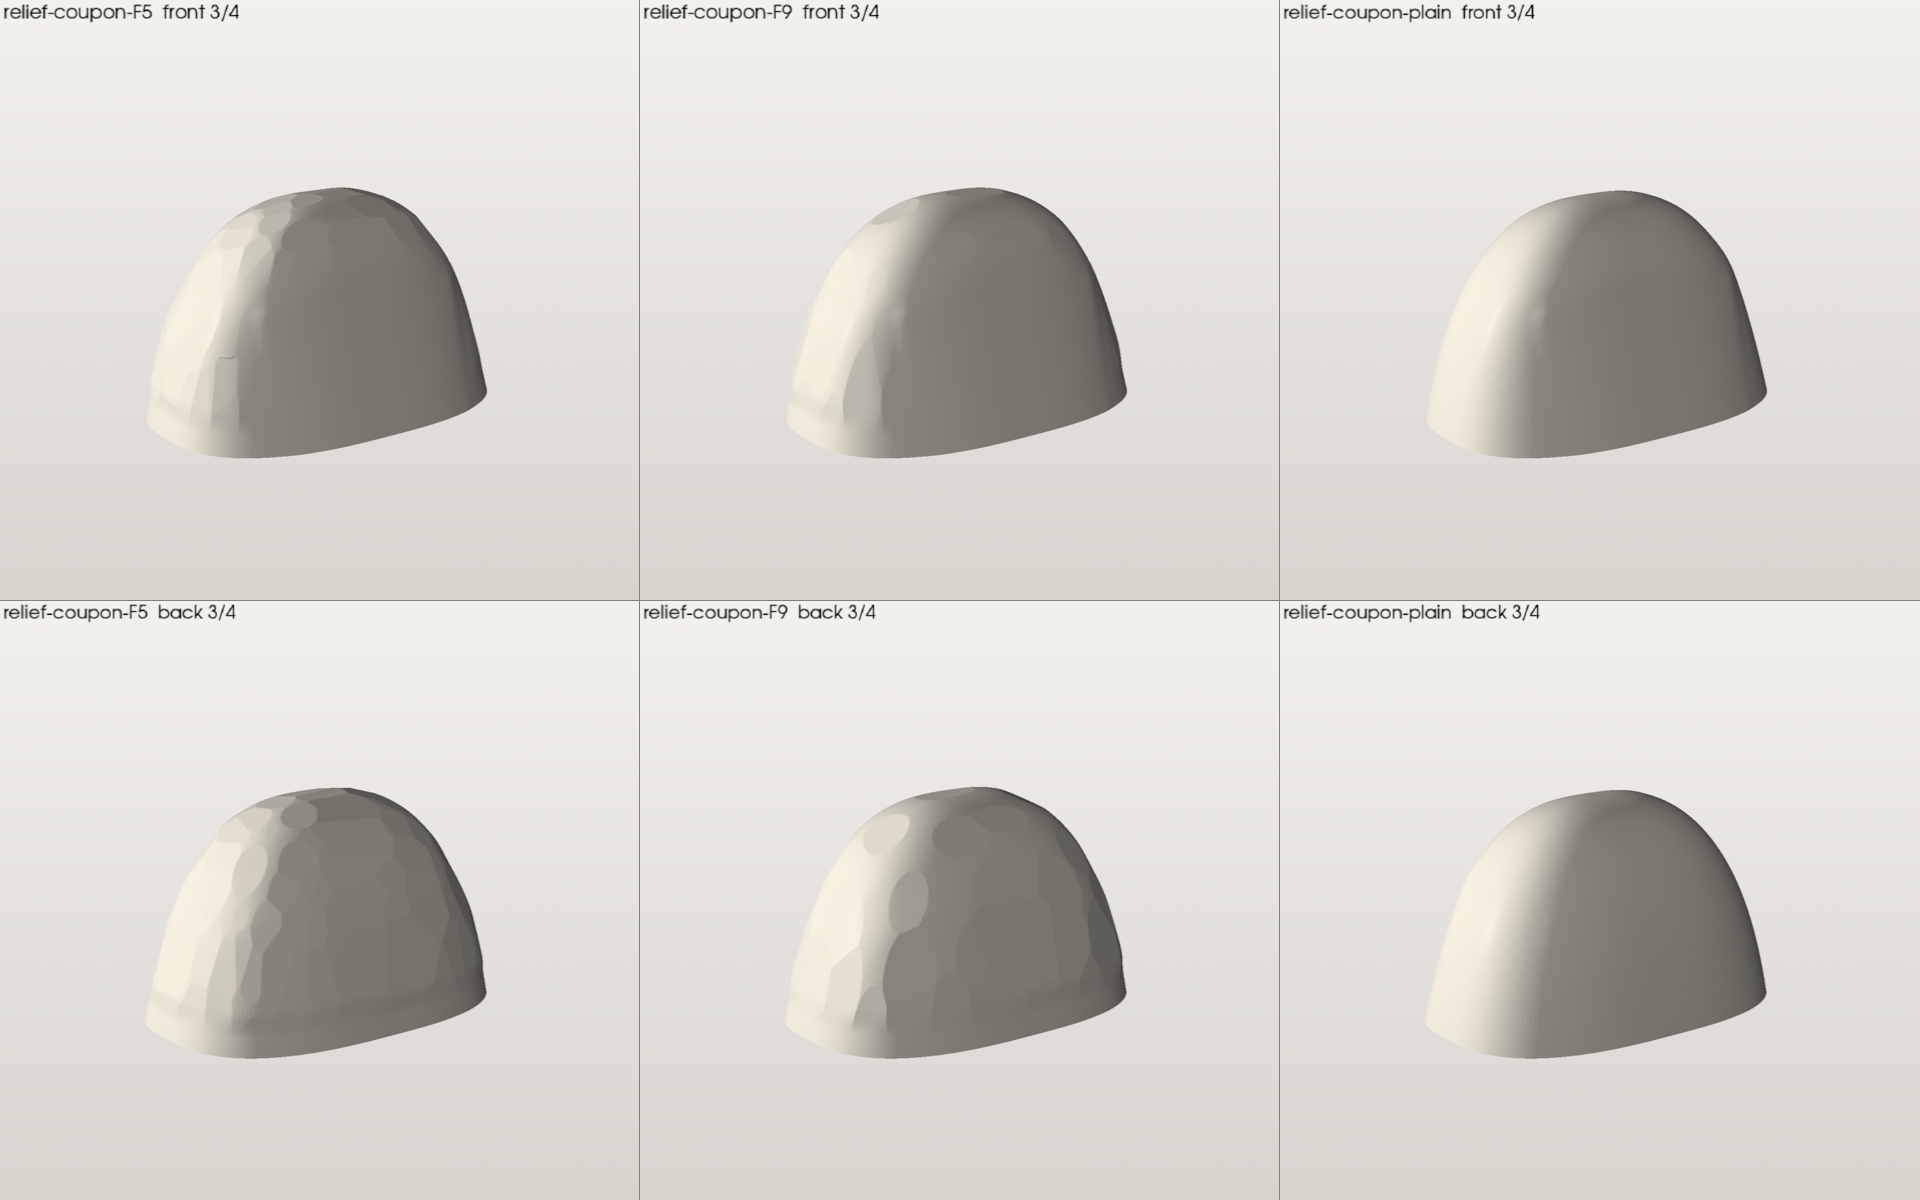 relief-coupon-F5 front 3/4
relief-coupon-F9 front 3/4
relief-coupon-plain front 3/4
relief-coupon-F5 back 3/4
relief-coupon-F9 back 3/4
relief-coupon-plain back 3/4